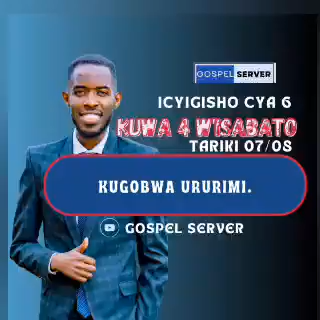 GOSPEL SERVER
ICYIGISHO CYA 6
KUWA 4 W'ISABATO
TARIKI 07/08
KUGOBWA URURIMI.
GOSPEL SERVER